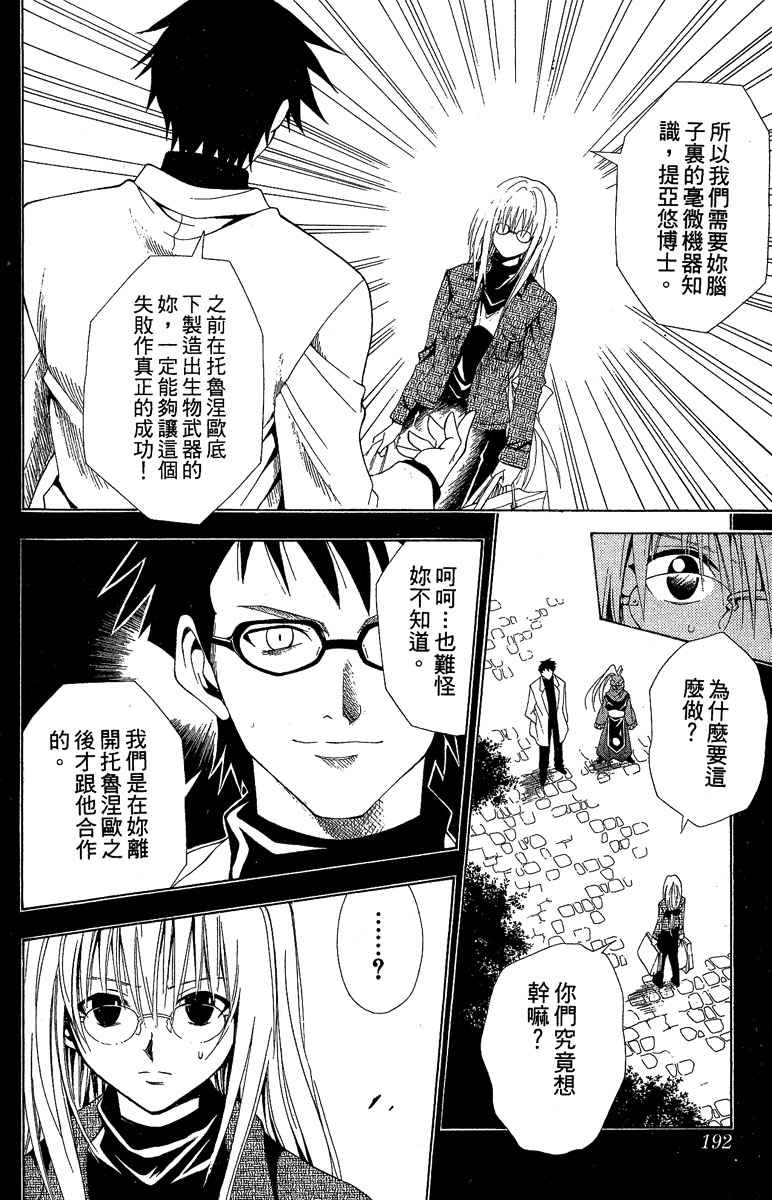 所以我們需要妳腦
子裏的毫微機器知
識，提亞悠博士。
之前在托魯涅歐底
下製造出生物武器的
妳，一定能夠讓這個
失敗作真正的成功！
為什麼要這
麼做？
你們究竟想
幹嘛？
呵呵…也難怪
妳不知道。
我們是在妳離
開托魯涅歐之
後才跟他合作
的。
……？
192